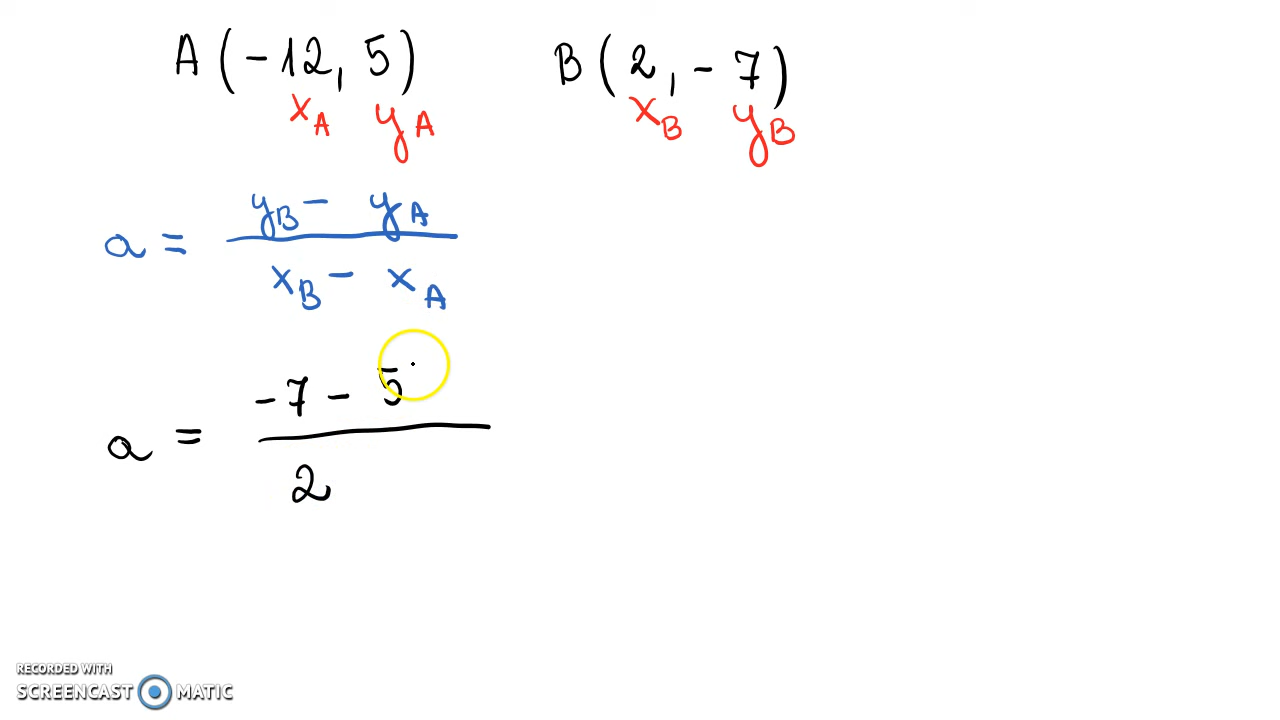 A (-12, 5) B (2, -7)
x_A y_A x_B y_B
y_B - y_A
a =
x_B - x_A
-7 - 5
a =
2
RECORDED WITH
SCREENCAST MATIC